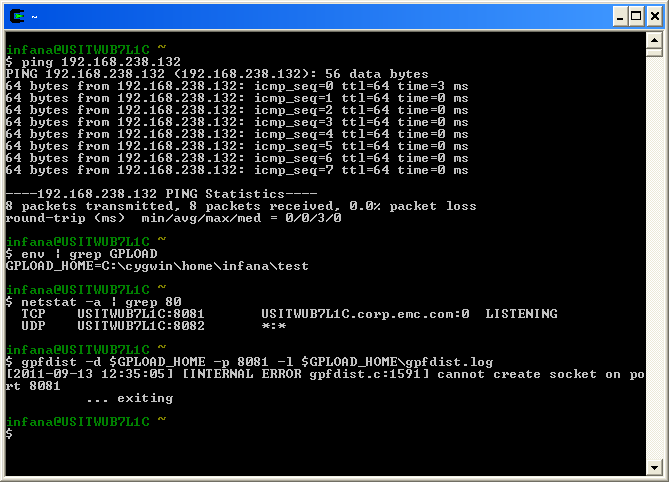 ~
infana@USITWUB7L1C ~
$ ping 192.168.238.132
PING 192.168.238.132 (192.168.238.132): 56 data bytes
64 bytes from 192.168.238.132: icmp_seq=0 ttl=64 time=3 ms
64 bytes from 192.168.238.132: icmp_seq=1 ttl=64 time=0 ms
64 bytes from 192.168.238.132: icmp_seq=2 ttl=64 time=0 ms
64 bytes from 192.168.238.132: icmp_seq=3 ttl=64 time=0 ms
64 bytes from 192.168.238.132: icmp_seq=4 ttl=64 time=0 ms
64 bytes from 192.168.238.132: icmp_seq=5 ttl=64 time=0 ms
64 bytes from 192.168.238.132: icmp_seq=6 ttl=64 time=0 ms
64 bytes from 192.168.238.132: icmp_seq=7 ttl=64 time=0 ms
----192.168.238.132 PING Statistics----
8 packets transmitted, 8 packets received, 0.0% packet loss
round-trip (ms)  min/avg/max/med = 0/0/3/0
infana@USITWUB7L1C ~
$ env | grep GPLOAD
GPLOAD_HOME=C:\cygwin\home\infana\test
infana@USITWUB7L1C ~
$ netstat -a | grep 80
TCP    USITWUB7L1C:8081       USITWUB7L1C.corp.emc.com:0  LISTENING
UDP    USITWUB7L1C:8082       *:*
infana@USITWUB7L1C ~
$ gpfdist -d $GPLOAD_HOME -p 8081 -l $GPLOAD_HOME\gpfdist.log
[2011-09-13 12:35:05] [INTERNAL ERROR gpfdist.c:1591] cannot create socket on po
rt 8081
... exiting
infana@USITWUB7L1C ~
$